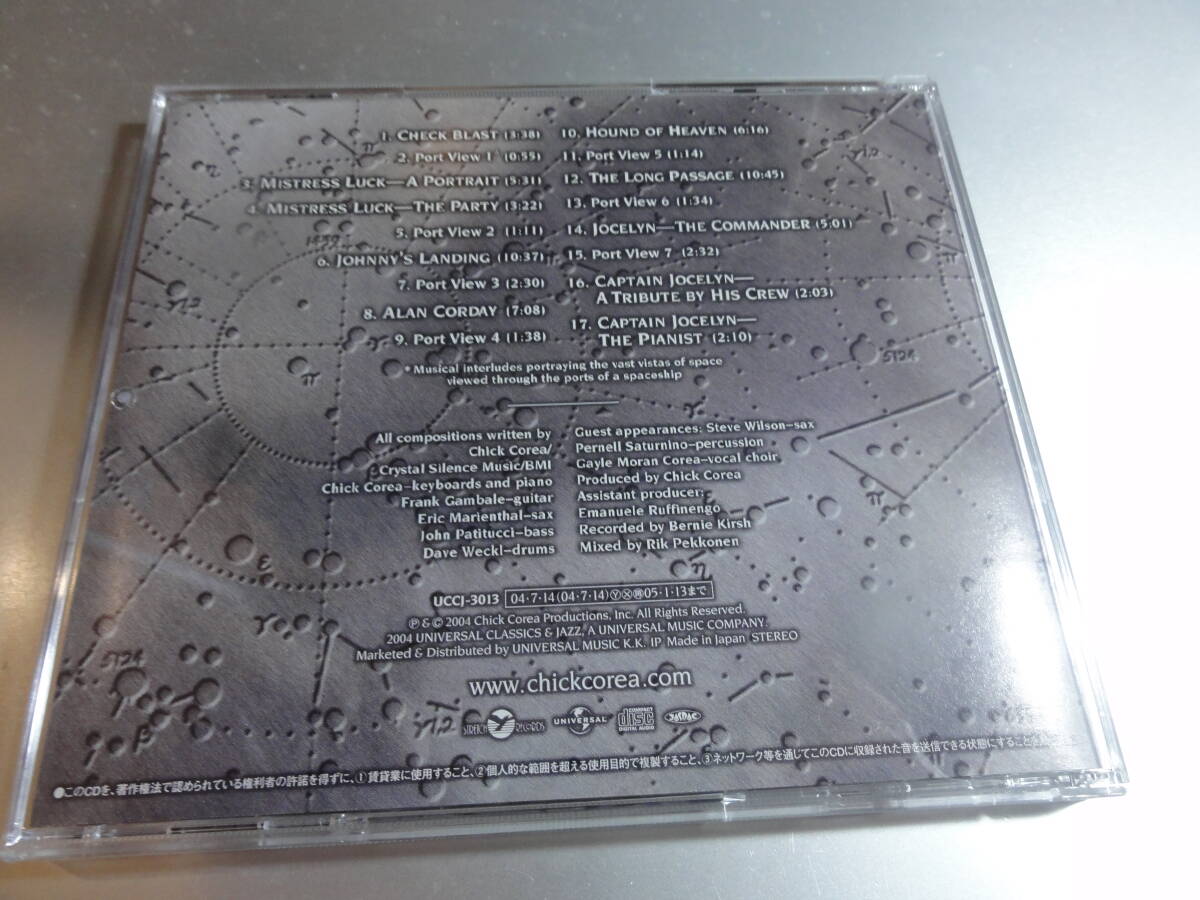 1. CHECK BLAST (3:38)
2. Port View 1* (0:55)
3. MISTRESS LUCK—A PORTRAIT (5:31)
4. MISTRESS LUCK—THE PARTY (3:22)
5. Port View 2 (1:11)
6. JOHNNY'S LANDING (10:37)
7. Port View 3 (2:30)
8. ALAN CORDAY (7:08)
9. Port View 4 (1:38)
10. HOUND OF HEAVEN (6:16)
11. Port View 5 (1:14)
12. THE LONG PASSAGE (10:45)
13. Port View 6 (1:34)
14. JOCELYN—THE COMMANDER (5:01)
15. Port View 7 (2:32)
16. CAPTAIN JOCELYN—
A TRIBUTE BY HIS CREW (2:03)
17. CAPTAIN JOCELYN—
THE PIANIST (2:10)
* Musical interludes portraying the vast vistas of space
viewed through the ports of a spaceship
All compositions written by
Chick Corea/
Crystal Silence Music/BMI
Chick Corea–keyboards and piano
Frank Gambale–guitar
Eric Marienthal–sax
John Patitucci–bass
Dave Weckl–drums
Guest appearances: Steve Wilson–sax
Pernell Saturnino–percussion
Gayle Moran Corea–vocal choir
Produced by Chick Corea
Assistant producer:
Emanuele Ruffinengo
Recorded by Bernie Kirsh
Mixed by Rik Pekkonen
UCCJ-3013 04・7・14 (04・7・14) Ⓨ Ⓧ 05・1・13まで
℗ & © 2004 Chick Corea Productions, Inc. All Rights Reserved.
2004 UNIVERSAL CLASSICS & JAZZ, A UNIVERSAL MUSIC COMPANY.
Marketed & Distributed by UNIVERSAL MUSIC K.K. JP Made in Japan STEREO
www.chickcorea.com
STRETCH RECORDS UNIVERSAL COMPACT disc DIGITAL AUDIO JASRAC
●このCDを、著作権法で認められている権利者の許諾を得ずに、①賃貸業に使用すること、②個人的な範囲を超える使用目的で複製すること、③ネットワーク等を通じてこのCDに収録された音を送信できる状態にすることを